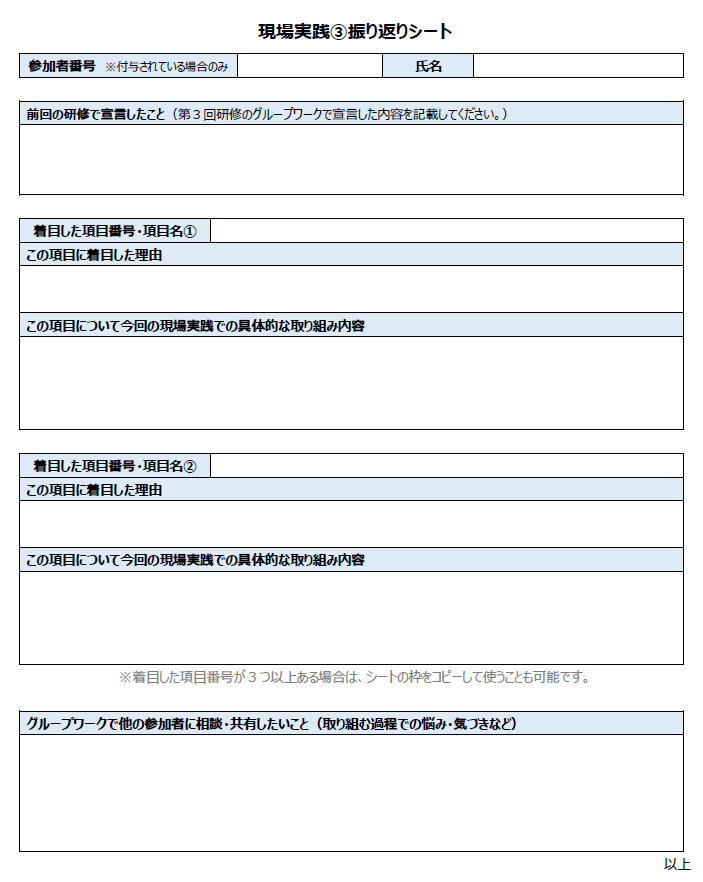 現場実践③振り返りシート
参加者番号 ※付与されている場合のみ 氏名
前回の研修で宣言したこと（第３回研修のグループワークで宣言した内容を記載してください。）
着目した項目番号・項目名①
この項目に着目した理由
この項目について今回の現場実践での具体的な取り組み内容
着目した項目番号・項目名②
この項目に着目した理由
この項目について今回の現場実践での具体的な取り組み内容
※着目した項目番号が３つ以上ある場合は、シートの枠をコピーして使うことも可能です。
グループワークで他の参加者に相談・共有したいこと（取り組む過程での悩み・気づきなど）
以上